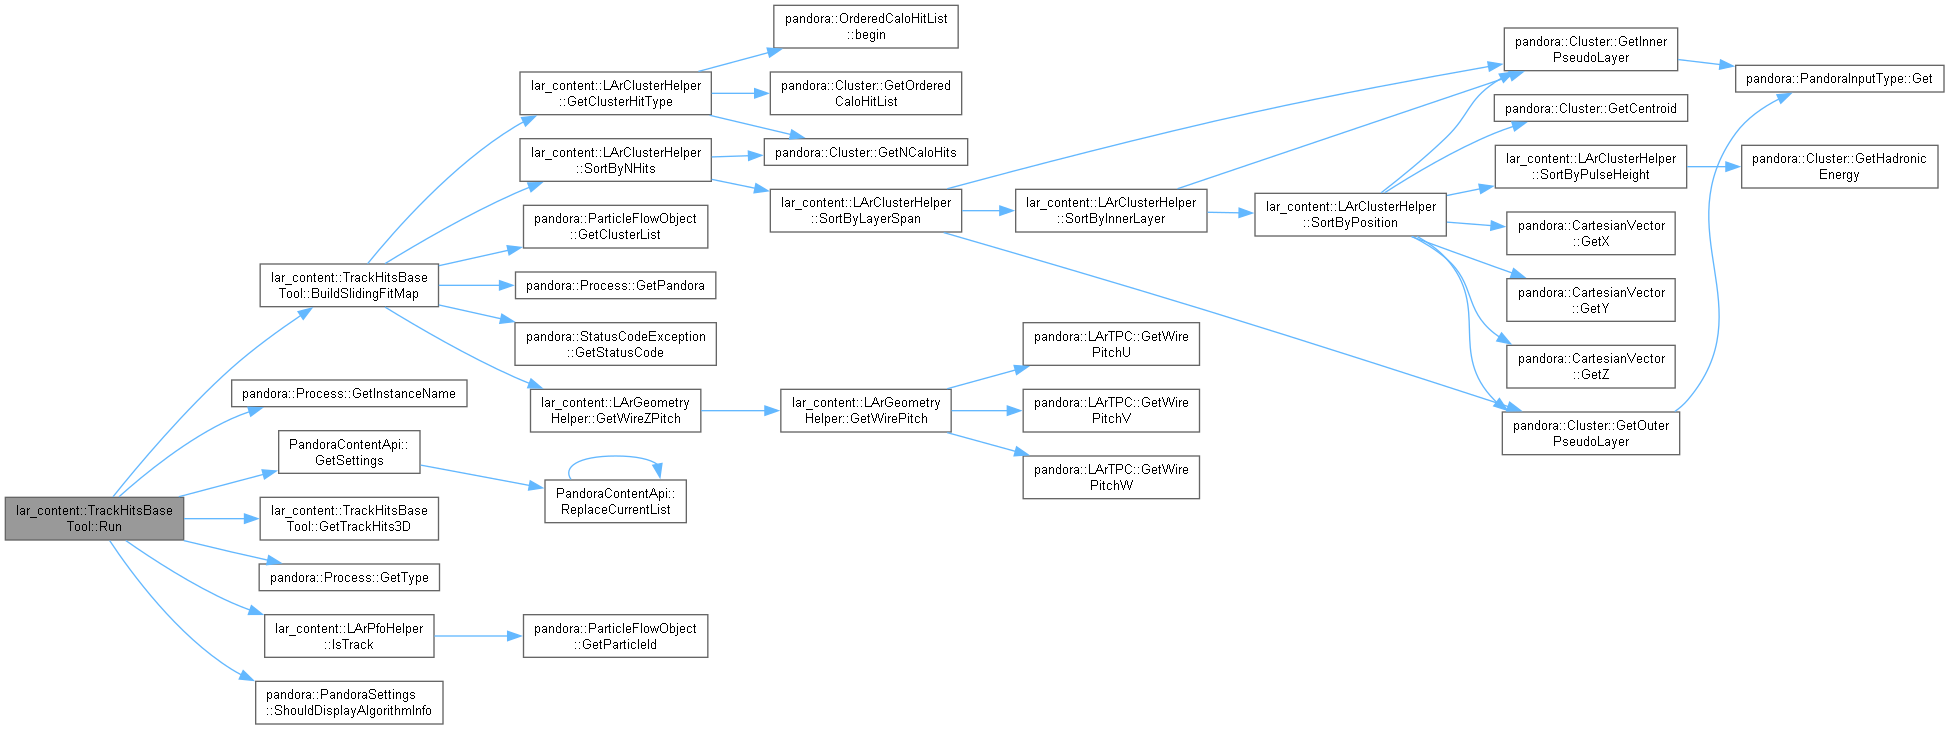 lar_content::TrackHitsBase
Tool::Run
lar_content::TrackHitsBase
Tool::BuildSlidingFitMap
pandora::Process::GetInstanceName
PandoraContentApi::
GetSettings
lar_content::TrackHitsBase
Tool::GetTrackHits3D
pandora::Process::GetType
lar_content::LArPfoHelper
::IsTrack
pandora::PandoraSettings
::ShouldDisplayAlgorithmInfo
lar_content::LArClusterHelper
::GetClusterHitType
lar_content::LArClusterHelper
::SortByNHits
pandora::ParticleFlowObject
::GetClusterList
pandora::Process::GetPandora
pandora::StatusCodeException
::GetStatusCode
lar_content::LArGeometry
Helper::GetWireZPitch
PandoraContentApi::
ReplaceCurrentList
pandora::ParticleFlowObject
::GetParticleId
pandora::OrderedCaloHitList
::begin
pandora::Cluster::GetOrdered
CaloHitList
pandora::Cluster::GetNCaloHits
lar_content::LArClusterHelper
::SortByLayerSpan
lar_content::LArGeometry
Helper::GetWirePitch
lar_content::LArClusterHelper
::SortByInnerLayer
pandora::LArTPC::GetWire
PitchU
pandora::LArTPC::GetWire
PitchV
pandora::LArTPC::GetWire
PitchW
lar_content::LArClusterHelper
::SortByPosition
pandora::Cluster::GetInner
PseudoLayer
pandora::Cluster::GetCentroid
lar_content::LArClusterHelper
::SortByPulseHeight
pandora::CartesianVector
::GetX
pandora::CartesianVector
::GetY
pandora::CartesianVector
::GetZ
pandora::Cluster::GetOuter
PseudoLayer
pandora::PandoraInputType::Get
pandora::Cluster::GetHadronic
Energy